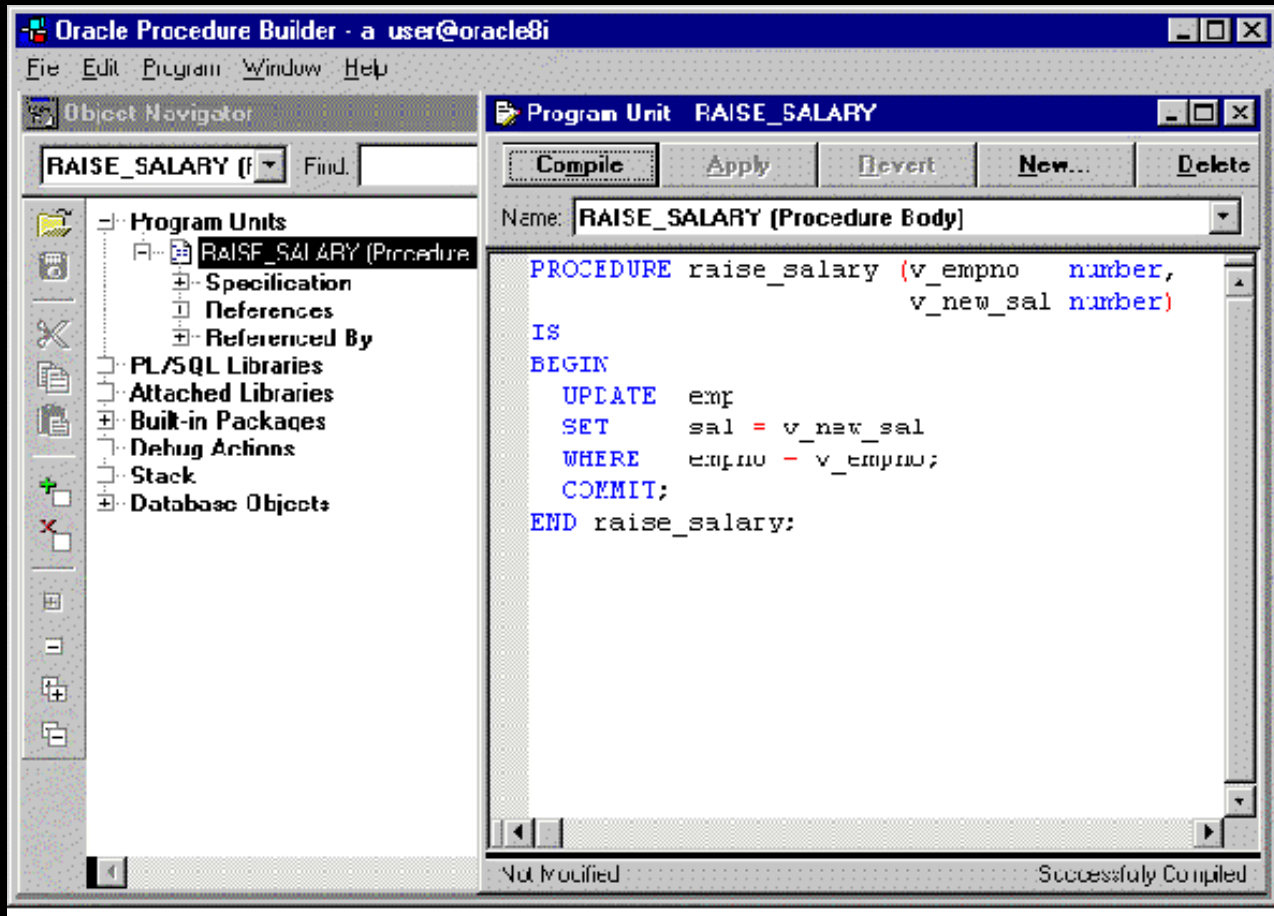 Oracle Procedure Builder - a user@oracle8i
File Edit Program Window Help
Object Navigator
RAISE_SALARY (F Find:
Program Units
RAISE_SALARY (Procedure
Specification
References
Referenced By
PL/SQL Libraries
Attached Libraries
Built-in Packages
Debug Actions
Stack
Database Objects
Program Unit RAISE_SALARY
Compile Apply Revert New... Delete
Name: RAISE_SALARY (Procedure Body)
PROCEDURE raise_salary (v_empno number,
v_new_sal number)
IS
BEGIN
UPDATE emp
SET sal = v_new_sal
WHERE empno = v_empno;
COMMIT;
END raise_salary;
Not Modified Successfuly Compiled